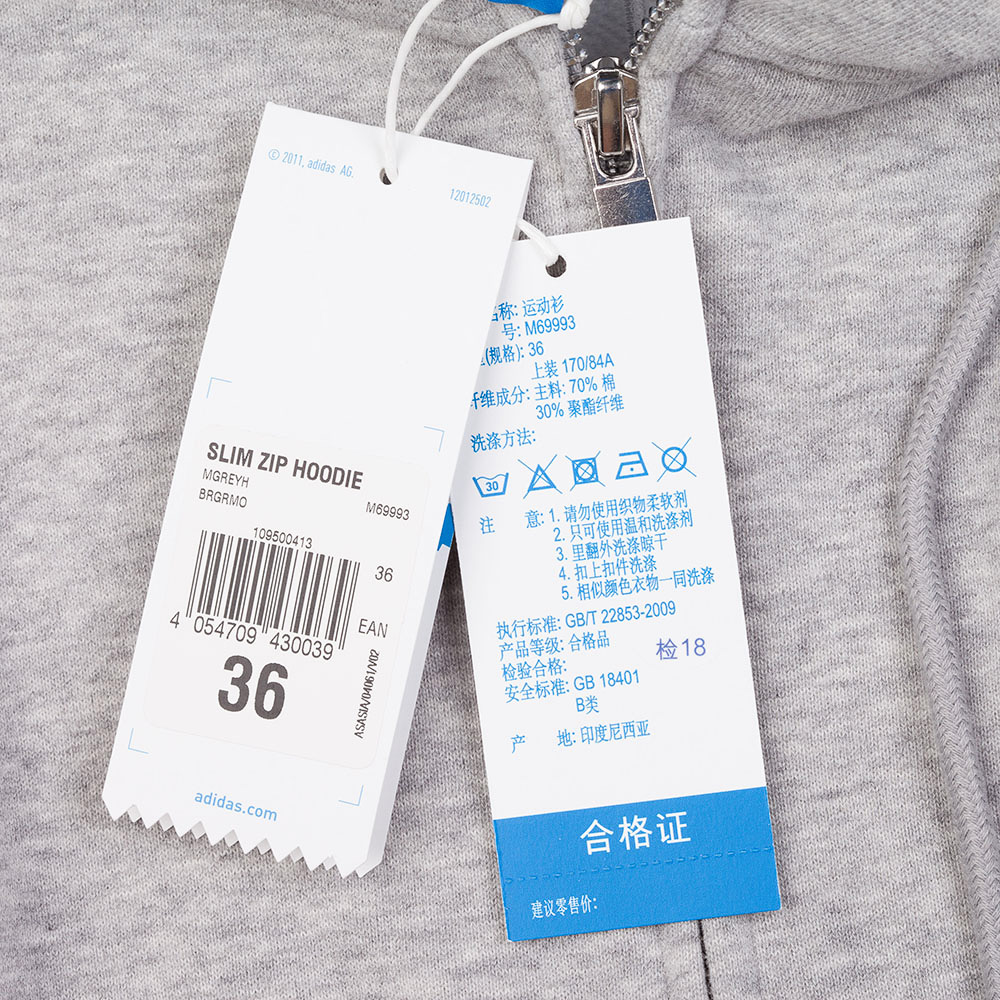 © 2011, adidas AG.
12012502
SLIM ZIP HOODIE
MGREYH
BRGRMO
M69993
109500413
36
4 054709 430039
EAN
36
ASASIA/04061/V02
adidas.com
名称: 运动衫
号: M69993
(规格): 36
上装 170/84A
纤维成分: 主料: 70% 棉
30% 聚酯纤维
洗涤方法:
30
注 意: 1. 请勿使用织物柔软剂
2. 只可使用温和洗涤剂
3. 里翻外洗涤晾干
4. 扣上扣件洗涤
5. 相似颜色衣物一同洗涤
执行标准: GB/T 22853-2009
产品等级: 合格品
检验合格:
检18
安全标准: GB 18401
B类
产 地: 印度尼西亚
合格证
建议零售价: